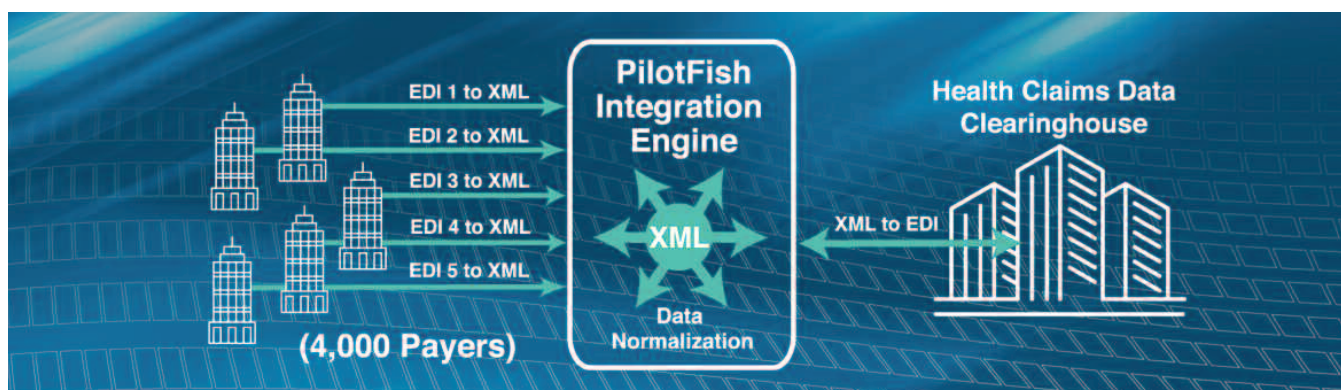 EDI 1 to XML
EDI 2 to XML
EDI 3 to XML
EDI 4 to XML
EDI 5 to XML
(4,000 Payers)
PilotFish
Integration
Engine
XML
Data
Normalization
XML to EDI
Health Claims Data
Clearinghouse